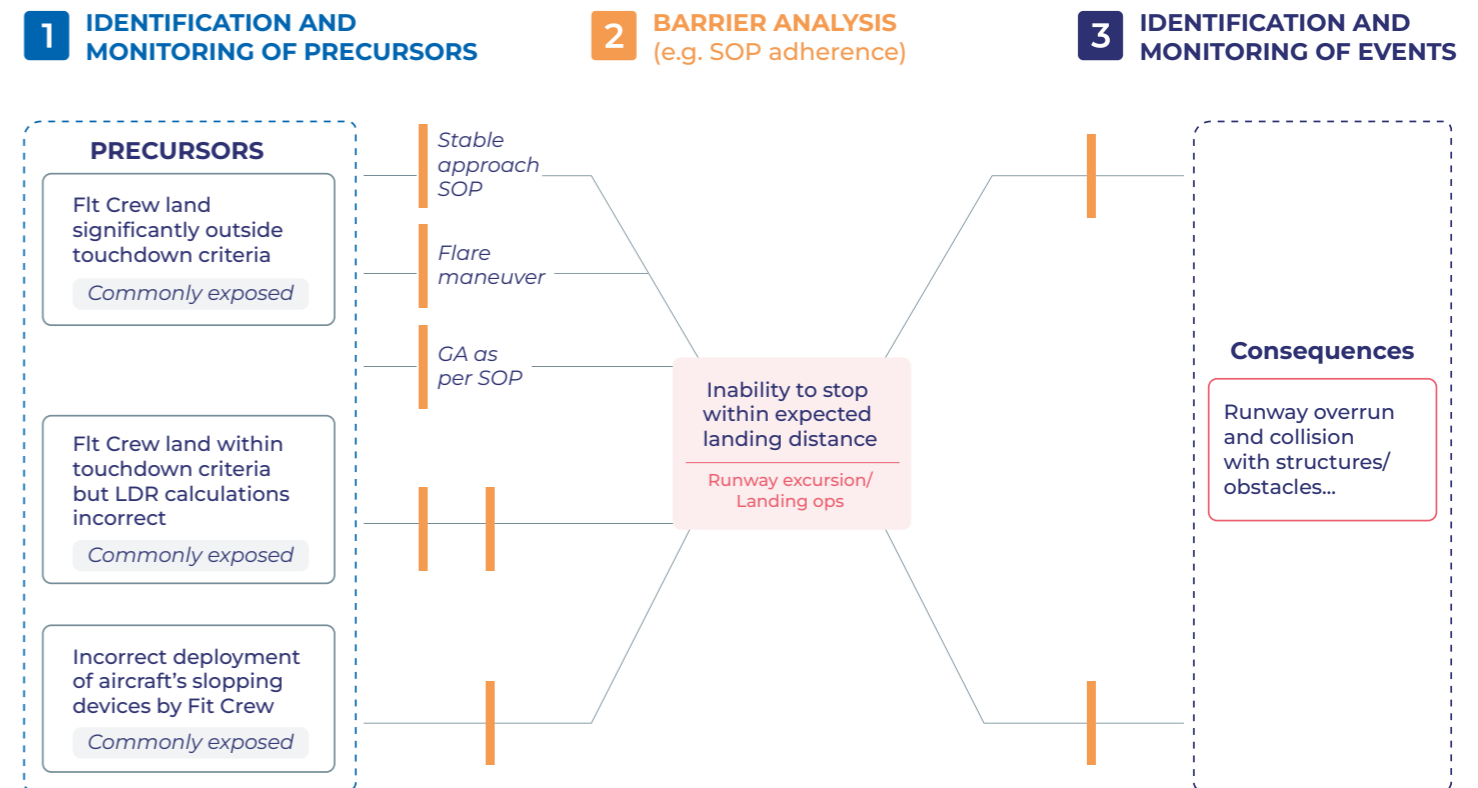 1 IDENTIFICATION AND
MONITORING OF PRECURSORS
2 BARRIER ANALYSIS
(e.g. SOP adherence)
3 IDENTIFICATION AND
MONITORING OF EVENTS
PRECURSORS
Flt Crew land
significantly outside
touchdown criteria
Commonly exposed
Flt Crew land within
touchdown criteria
but LDR calculations
incorrect
Commonly exposed
Incorrect deployment
of aircraft's slopping
devices by Fit Crew
Commonly exposed
Stable
approach
SOP
Flare
maneuver
GA as
per SOP
Inability to stop
within expected
landing distance
Runway excursion/
Landing ops
Consequences
Runway overrun
and collision
with structures/
obstacles...